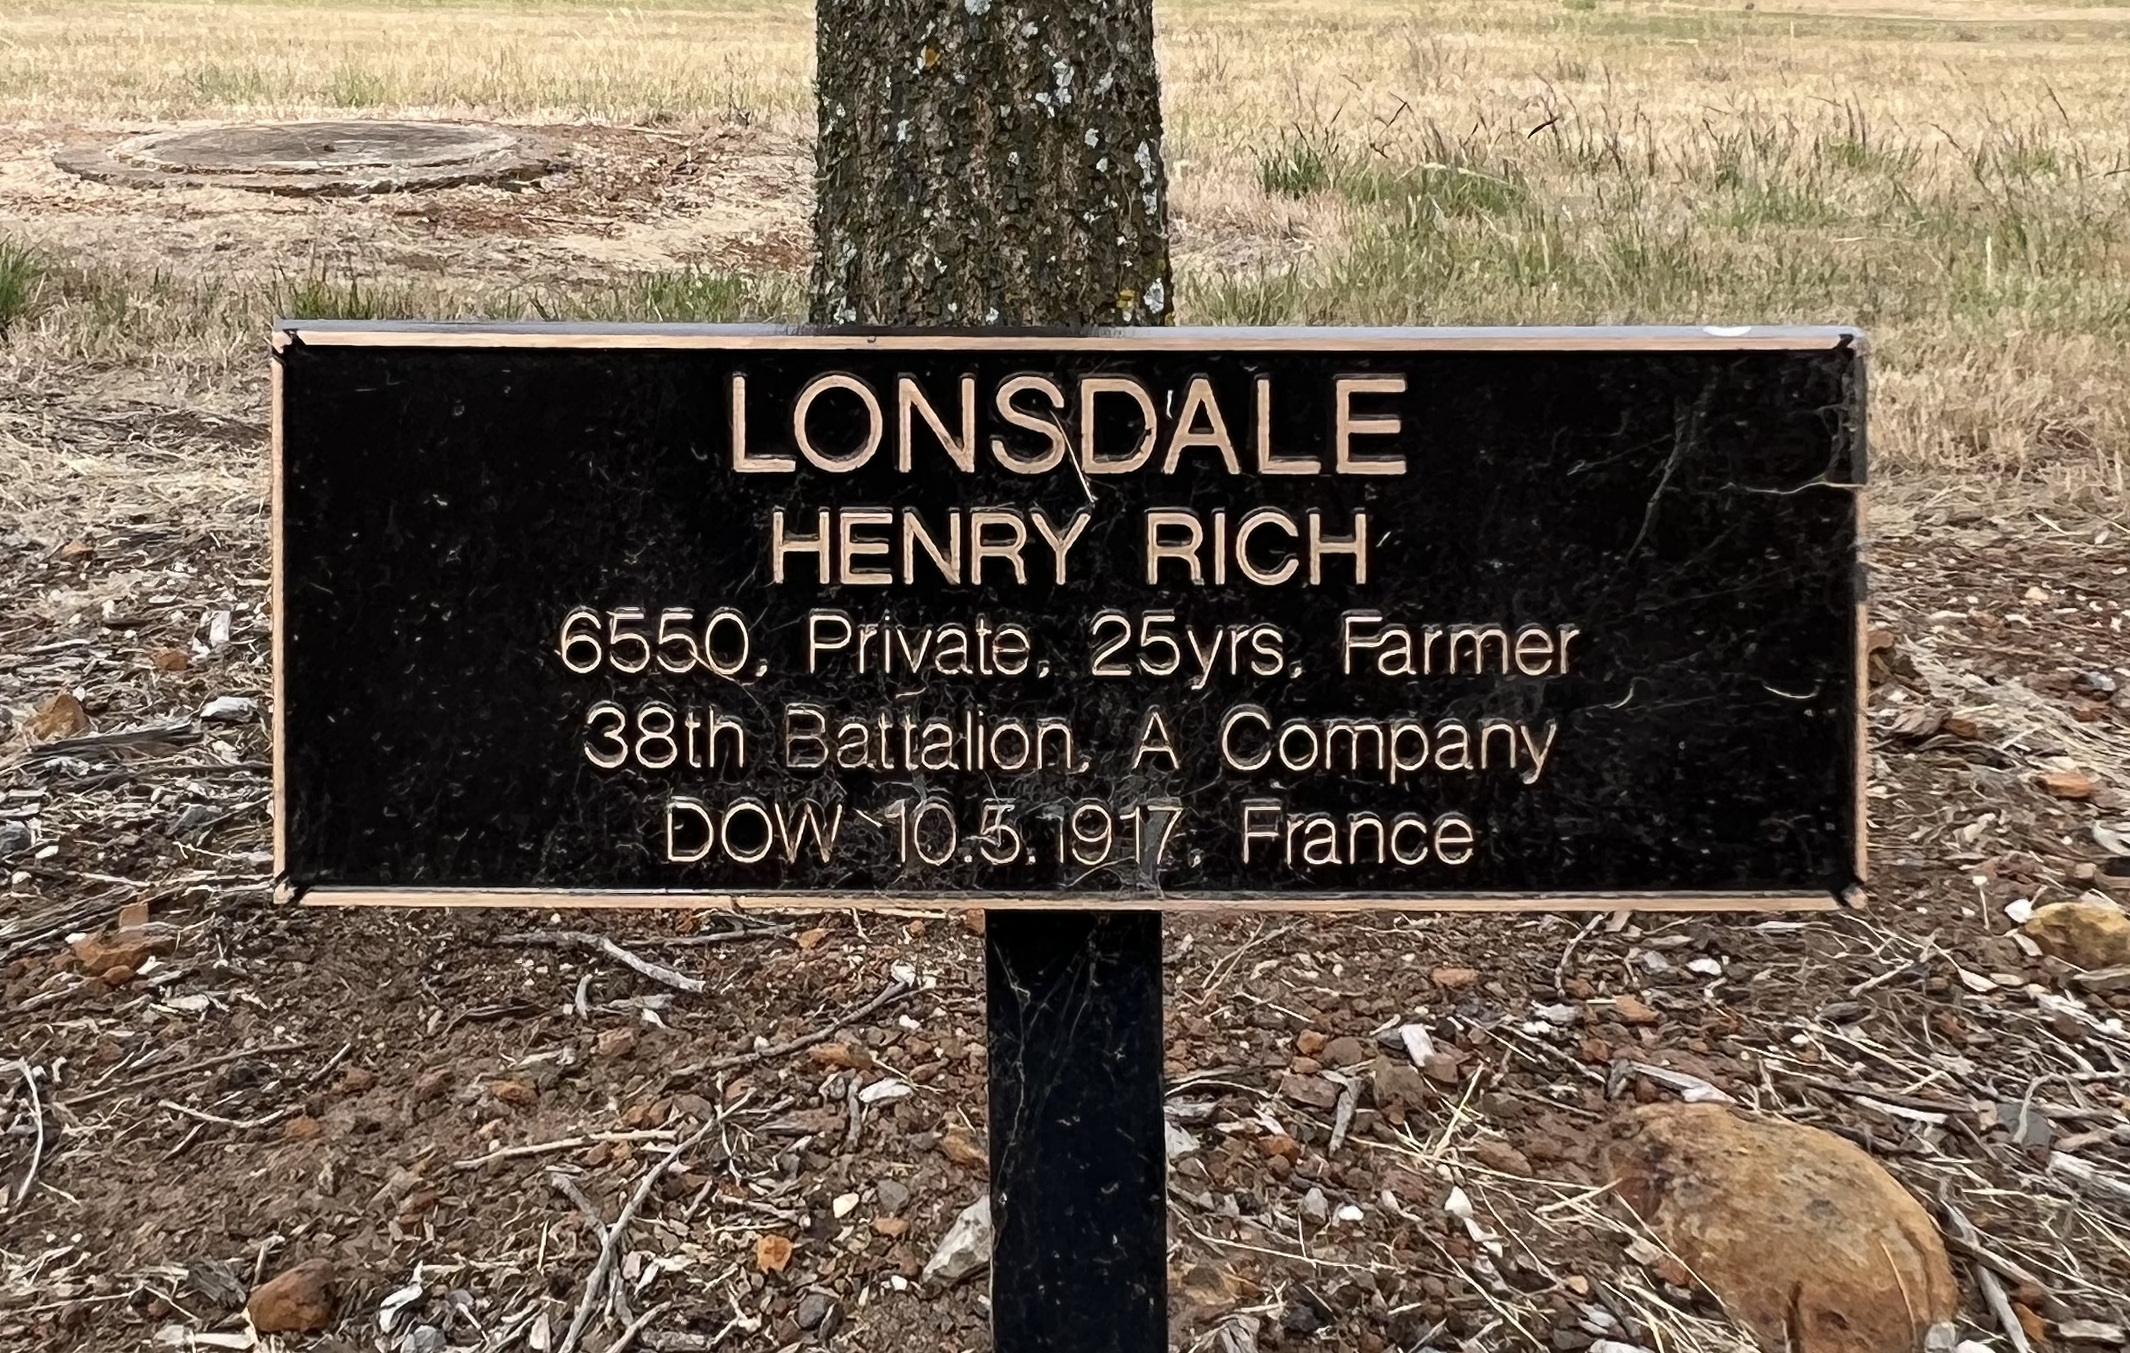 LONSDALE
HENRY RICH
6550, Private, 25yrs, Farmer
38th Battalion, A Company
DOW 10.5.1917, France